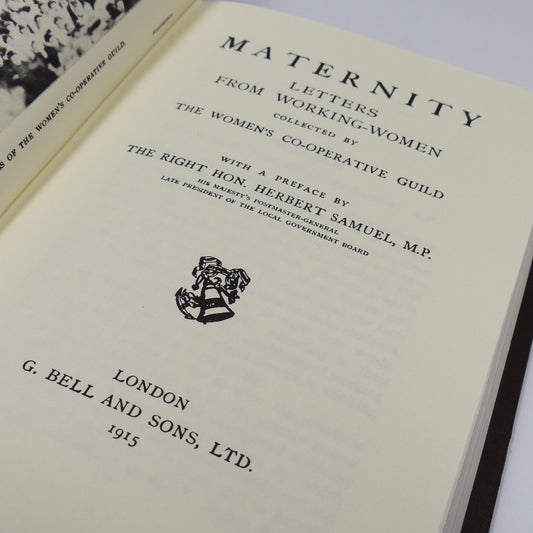 S OF THE WOMEN'S CO-OPERATIVE GUILD.
MATERNITY
LETTERS
FROM WORKING-WOMEN
COLLECTED BY
THE WOMEN'S CO-OPERATIVE GUILD
WITH A PREFACE BY
THE RIGHT HON. HERBERT SAMUEL, M.P.
HIS MAJESTY'S POSTMASTER-GENERAL
LATE PRESIDENT OF THE LOCAL GOVERNMENT BOARD
LONDON
G. BELL AND SONS, LTD.
1915